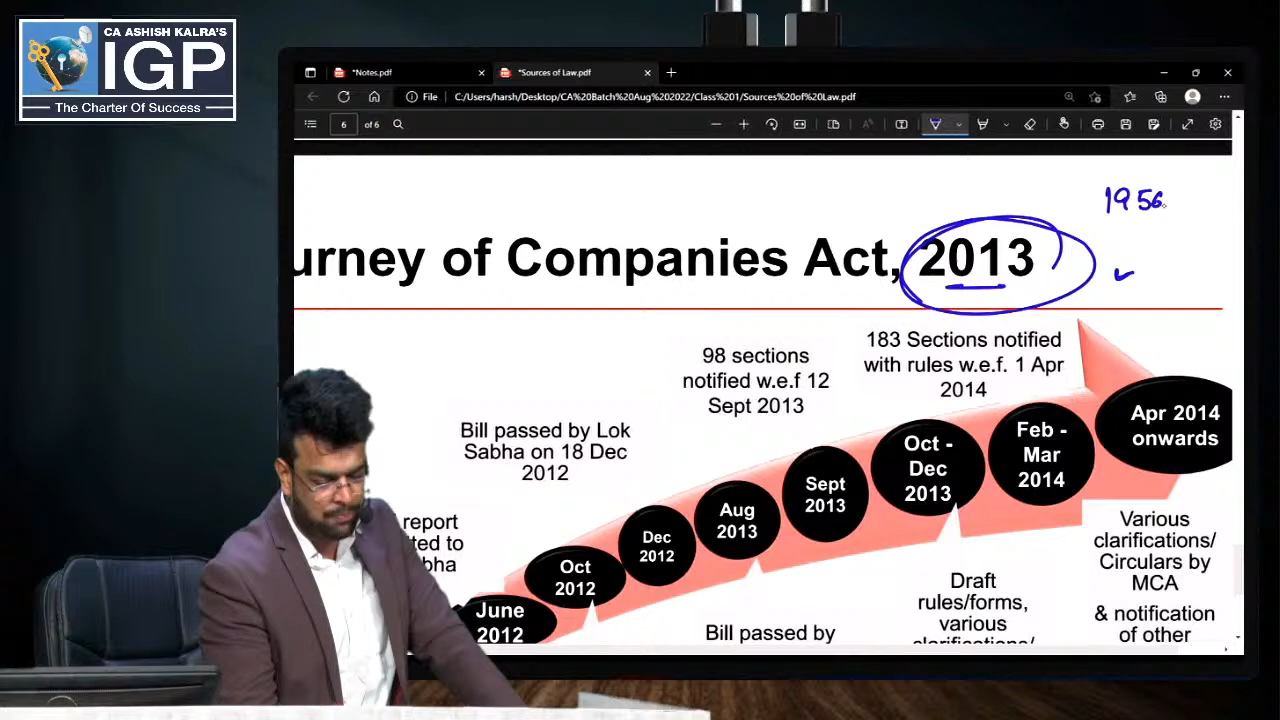 CA ASHISH KALRA'S
IGP
The Charter Of Success
*Notes.pdf
*Sources of Law.pdf
File
C:/Users/harsh/Desktop/CA%20Batch%20Aug%202022/Class%201/Sources%20of%20Law.pdf
6 of 6
1956
urney of Companies Act, 2013
183 Sections notified
with rules w.e.f. 1 Apr
2014
98 sections
notified w.e.f 12
Sept 2013
Bill passed by Lok
Sabha on 18 Dec
2012
report
ted to
bha
June
2012
Oct
2012
Dec
2012
Aug
2013
Sept
2013
Oct -
Dec
2013
Feb -
Mar
2014
Apr 2014
onwards
Bill passed by
Draft
rules/forms,
various
clarifications/
Various
clarifications/
Circulars by
MCA
& notification
of other